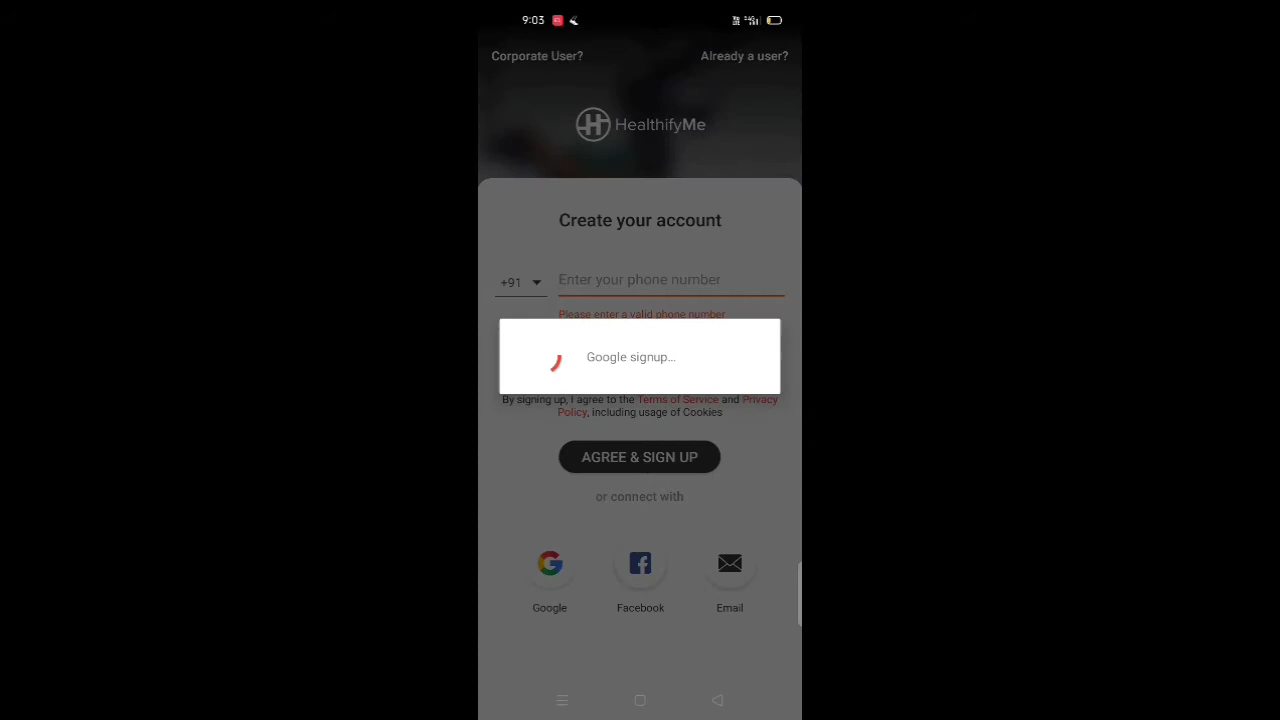 9:03
Corporate User?
Already a user?
HealthifyMe
Create your account
+91
Enter your phone number
Please enter a valid phone number
Google signup...
By signing up, I agree to the Terms of Service and Privacy
Policy, including usage of Cookies
AGREE & SIGN UP
or connect with
Google
Facebook
Email